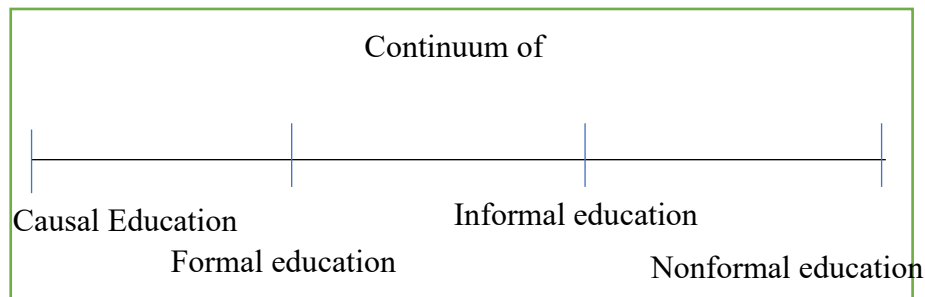 Continuum of
Causal Education
Informal education
Formal education
Nonformal education